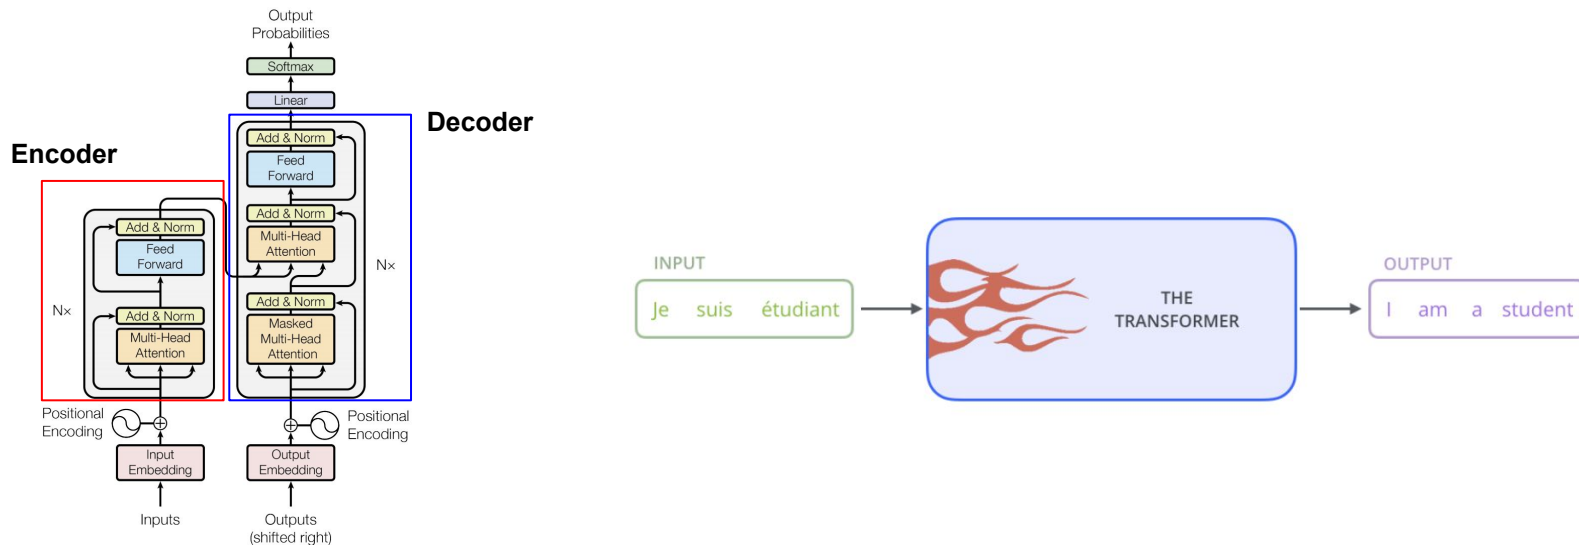 Output
Probabilities
Softmax
Linear
Decoder
Add & Norm
Feed
Forward
Add & Norm
Multi-Head
Attention
N×
Add & Norm
Masked
Multi-Head
Attention
Encoder
Add & Norm
Feed
Forward
N×
Add & Norm
Multi-Head
Attention
Positional
Encoding
Positional
Encoding
Input
Embedding
Output
Embedding
Inputs
Outputs
(shifted right)
INPUT
Je suis étudiant
THE
TRANSFORMER
OUTPUT
I am a student